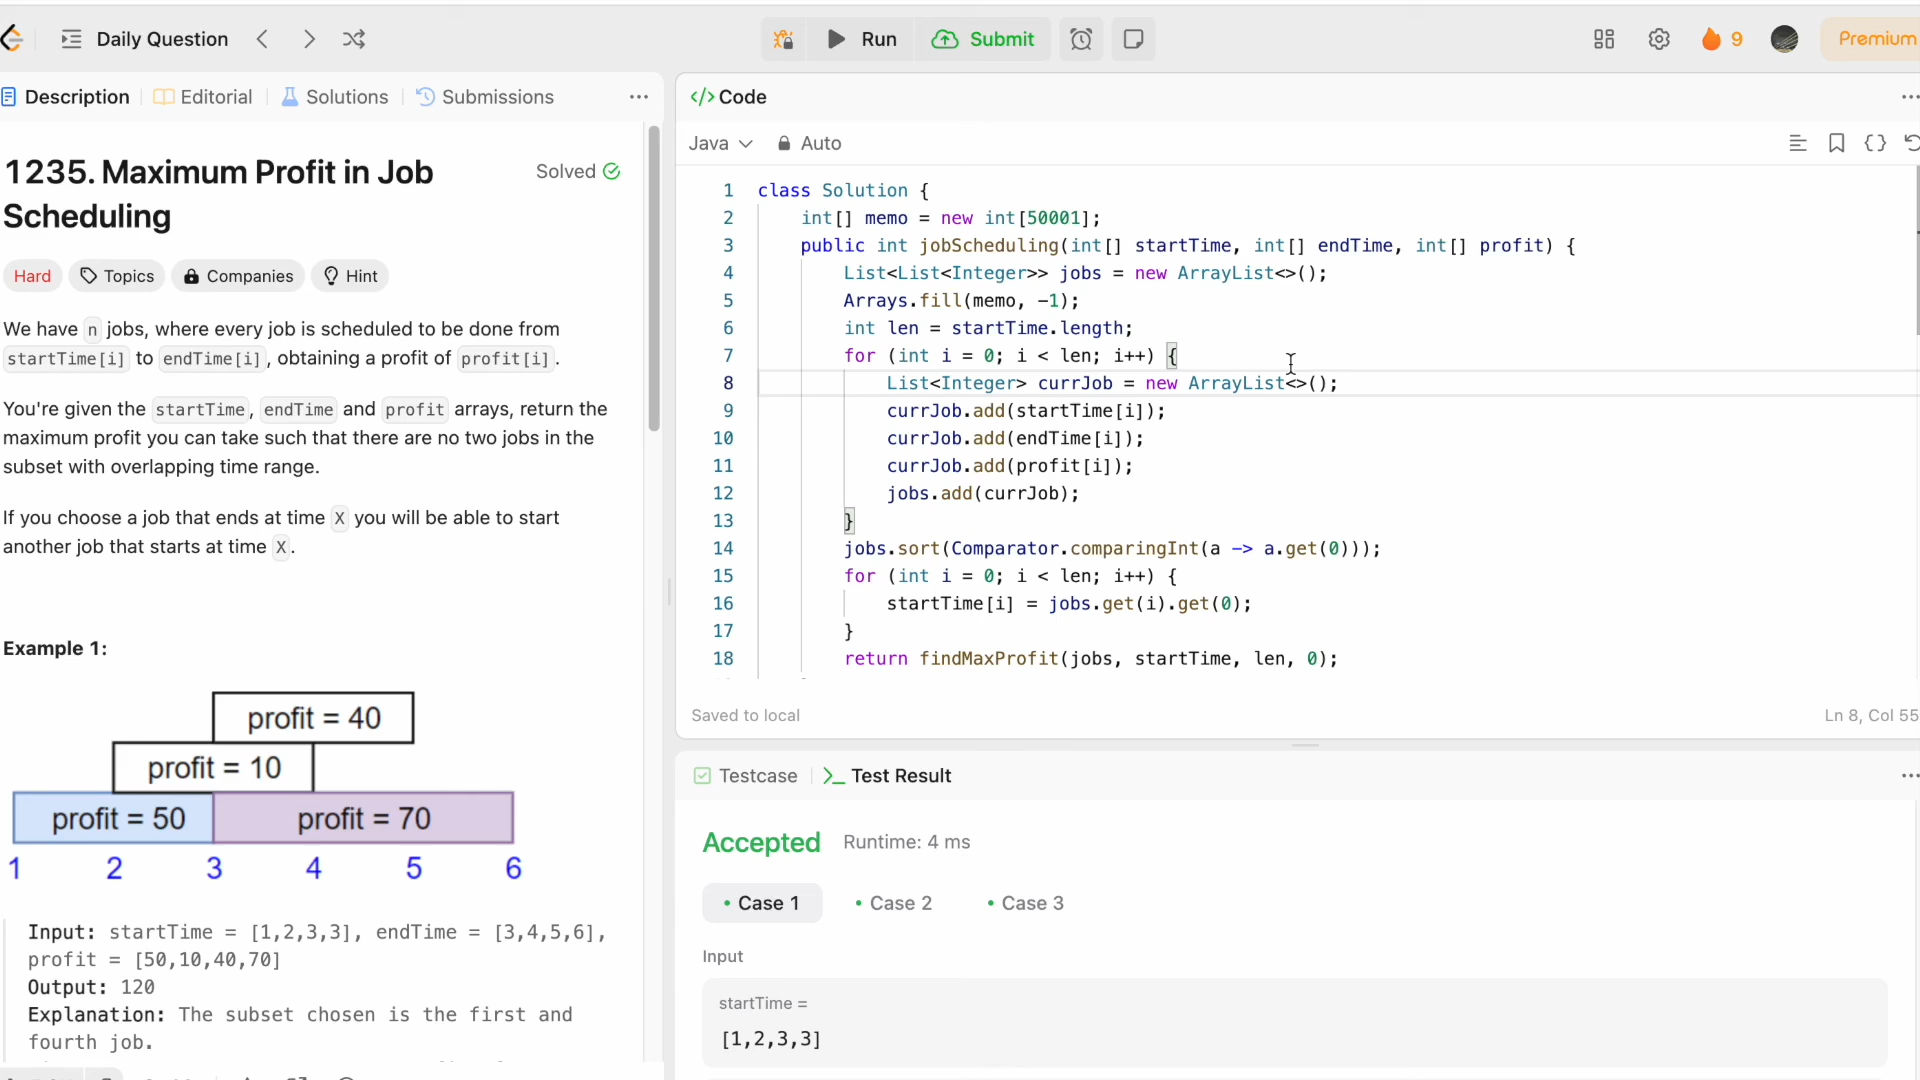 Daily Question
Run
Submit
9
Premium
Description
Editorial
Solutions
Submissions
1235. Maximum Profit in Job
Scheduling
Solved
Hard
Topics
Companies
Hint
We have n jobs, where every job is scheduled to be done from
startTime[i] to endTime[i], obtaining a profit of profit[i].
You're given the startTime, endTime and profit arrays, return the
maximum profit you can take such that there are no two jobs in the
subset with overlapping time range.
If you choose a job that ends at time X you will be able to start
another job that starts at time X.
Example 1:
profit = 40
profit = 10
profit = 50
profit = 70
1 2 3 4 5 6
Input: startTime = [1,2,3,3], endTime = [3,4,5,6],
profit = [50,10,40,70]
Output: 120
Explanation: The subset chosen is the first and
fourth job.
</> Code
Java
Auto
1 class Solution {
2 int[] memo = new int[50001];
3 public int jobScheduling(int[] startTime, int[] endTime, int[] profit) {
4 List<List<Integer>> jobs = new ArrayList<>();
5 Arrays.fill(memo, -1);
6 int len = startTime.length;
7 for (int i = 0; i < len; i++) {
8 List<Integer> currJob = new ArrayList<>();
9 currJob.add(startTime[i]);
10 currJob.add(endTime[i]);
11 currJob.add(profit[i]);
12 jobs.add(currJob);
13 }
14 jobs.sort(Comparator.comparingInt(a -> a.get(0)));
15 for (int i = 0; i < len; i++) {
16 startTime[i] = jobs.get(i).get(0);
17 }
18 return findMaxProfit(jobs, startTime, len, 0);
Saved to local
Ln 8, Col 55
Testcase
Test Result
Accepted
Runtime: 4 ms
• Case 1
• Case 2
• Case 3
Input
startTime =
[1,2,3,3]